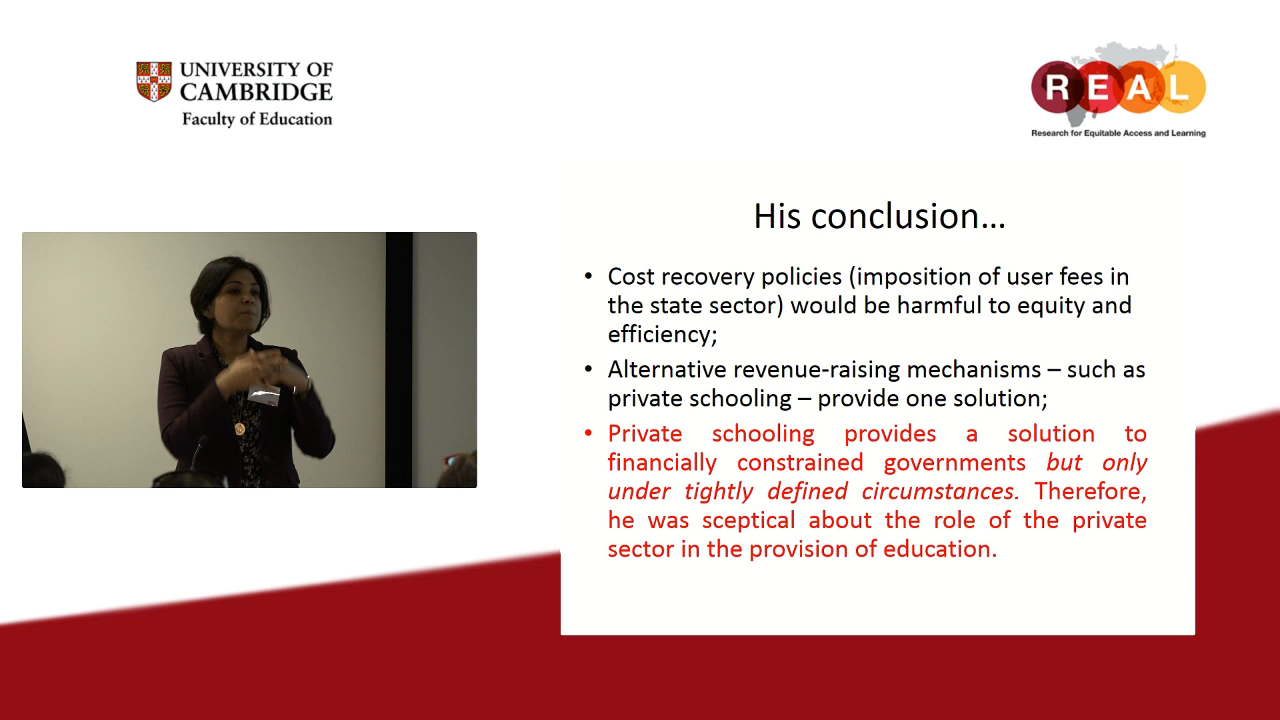 UNIVERSITY OF
CAMBRIDGE
Faculty of Education
REAL
Research for Equitable Access and Learning
His conclusion...
• Cost recovery policies (imposition of user fees in
the state sector) would be harmful to equity and
efficiency;
• Alternative revenue-raising mechanisms – such as
private schooling – provide one solution;
• Private schooling provides a solution to
financially constrained governments but only
under tightly defined circumstances. Therefore,
he was sceptical about the role of the private
sector in the provision of education.